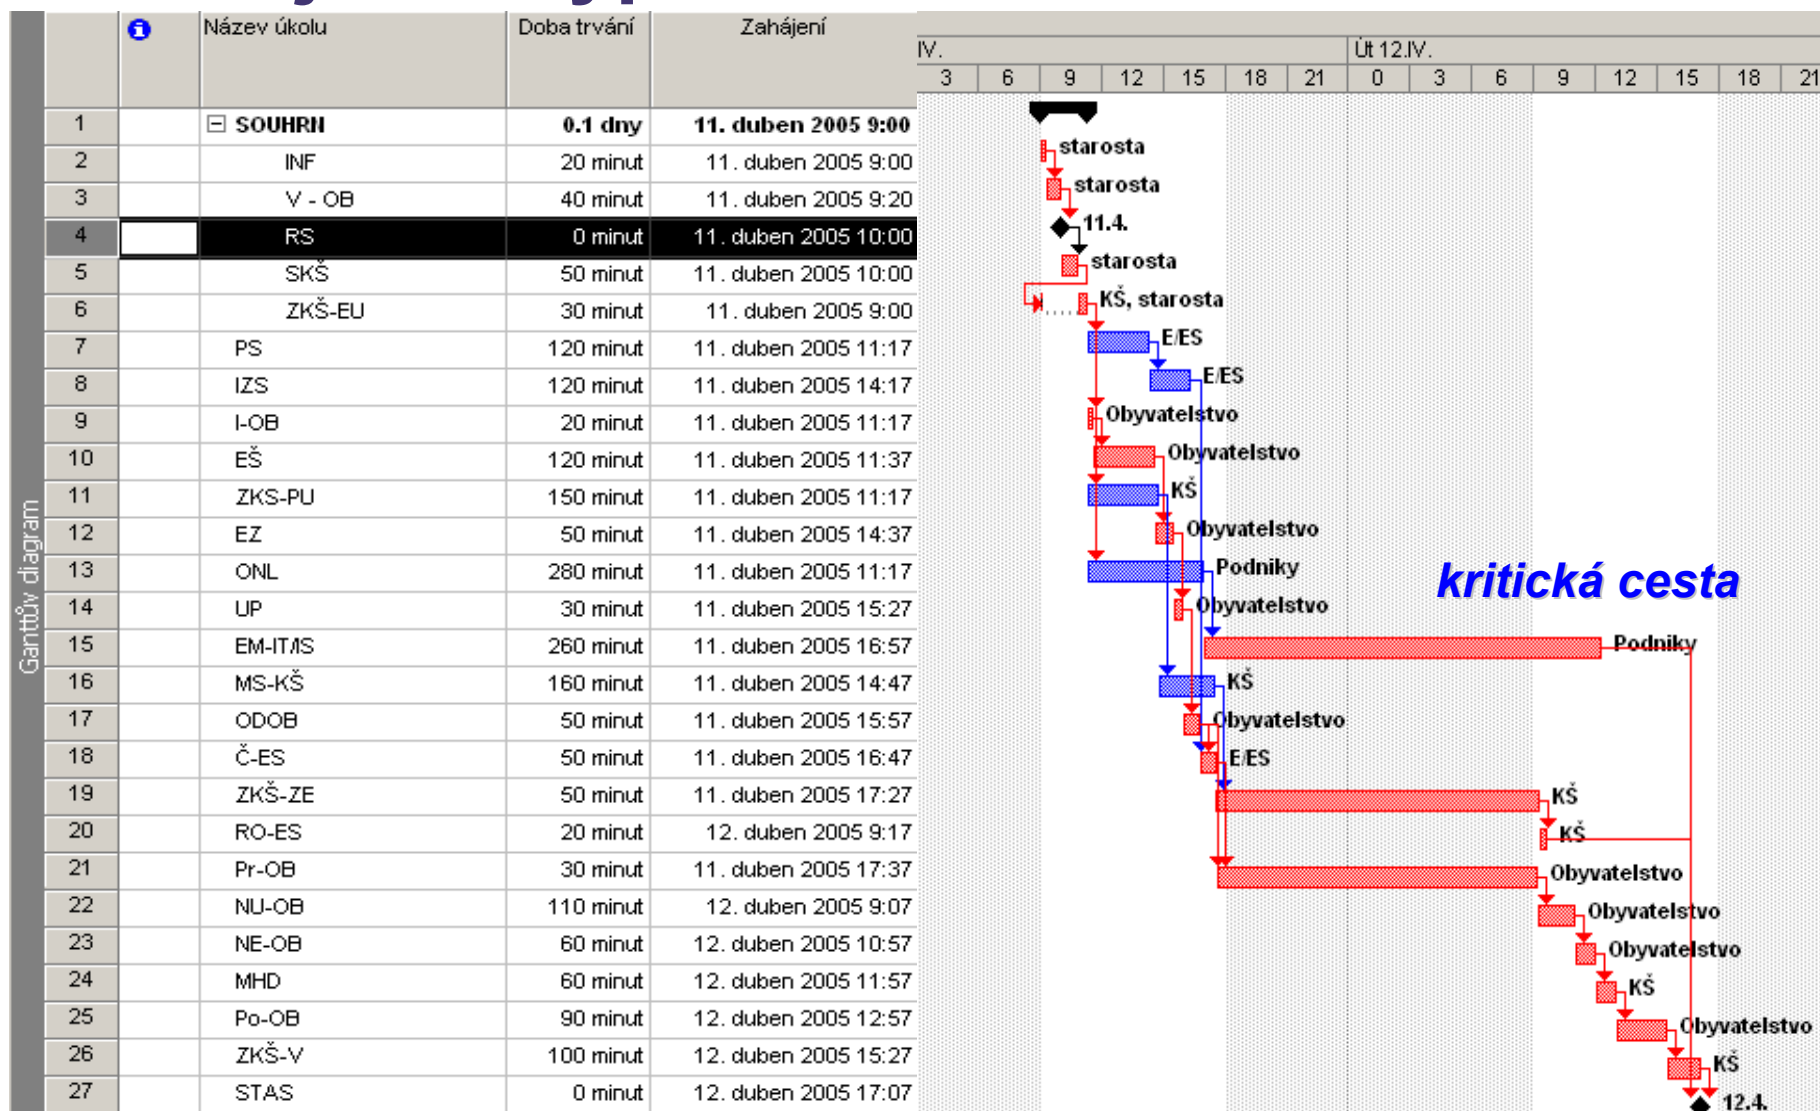 Název úkolu Doba trvání Zahájení
IV. Út 12.IV.
3 6 9 12 15 18 21 0 3 6 9 12 15 18 21
1 SOUHRN 0.1 dny 11. duben 2005 9:00
2 INF 20 minut 11. duben 2005 9:00 starosta
3 V - OB 40 minut 11. duben 2005 9:20 starosta
4 RS 0 minut 11. duben 2005 10:00 11.4.
5 SKŠ 50 minut 11. duben 2005 10:00 starosta
6 ZKŠ-EU 30 minut 11. duben 2005 9:00 KŠ, starosta
7 PS 120 minut 11. duben 2005 11:17 E/ES
8 IZS 120 minut 11. duben 2005 14:17 E/ES
9 I-OB 20 minut 11. duben 2005 11:17 Obyvatelstvo
10 EŠ 120 minut 11. duben 2005 11:37 Obyvatelstvo
11 ZKS-PU 150 minut 11. duben 2005 11:17 KŠ
12 EZ 50 minut 11. duben 2005 14:37 Obyvatelstvo
13 ONL 280 minut 11. duben 2005 11:17 Podniky
kritická cesta
14 UP 30 minut 11. duben 2005 15:27 Obyvatelstvo
15 EM-IT/IS 260 minut 11. duben 2005 16:57 Podniky
16 MS-KŠ 160 minut 11. duben 2005 14:47 KŠ
17 ODOB 50 minut 11. duben 2005 15:57 Obyvatelstvo
18 Č-ES 50 minut 11. duben 2005 16:47 E/ES
19 ZKŠ-ZE 50 minut 11. duben 2005 17:27 KŠ
20 RO-ES 20 minut 12. duben 2005 9:17 KŠ
21 Pr-OB 30 minut 11. duben 2005 17:37 Obyvatelstvo
22 NU-OB 110 minut 12. duben 2005 9:07 Obyvatelstvo
23 NE-OB 60 minut 12. duben 2005 10:57 Obyvatelstvo
24 MHD 60 minut 12. duben 2005 11:57 KŠ
25 Po-OB 90 minut 12. duben 2005 12:57 Obyvatelstvo
26 ZKŠ-V 100 minut 12. duben 2005 15:27 KŠ
27 STAS 0 minut 12. duben 2005 17:07 12.4.
Ganttův diagram